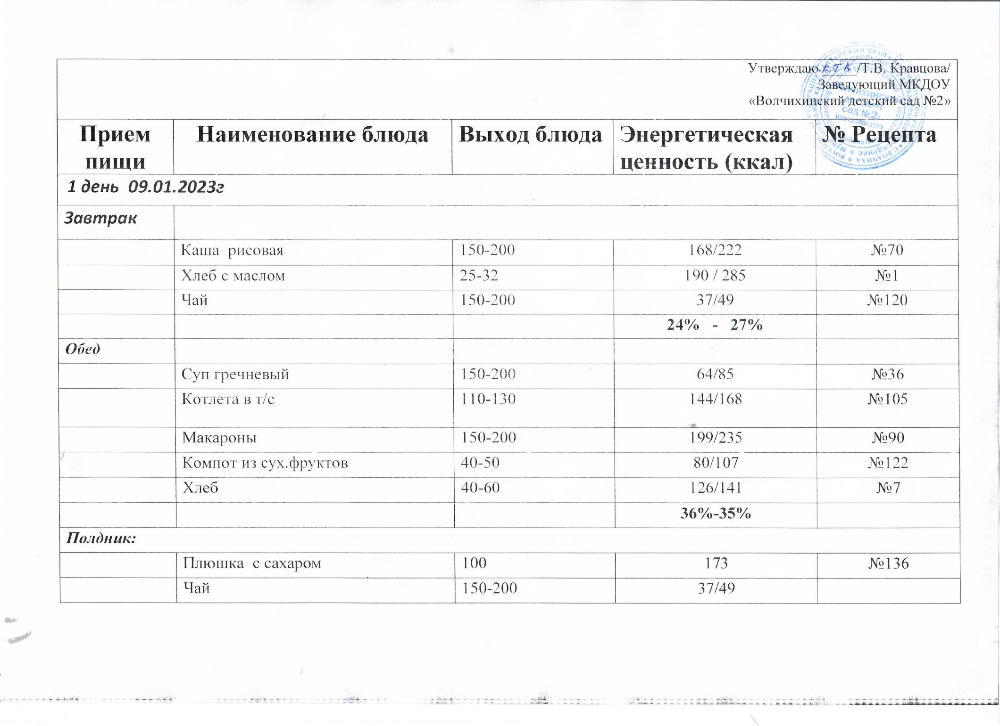 Утверждаю /Т.В. Кравцова/
Заведующий МКДОУ
«Волчихинский детский сад №2»
Прием пищи Наименование блюда Выход блюда Энергетическая ценность (ккал) № Рецепта
1 день 09.01.2023г
Завтрак
Каша рисовая 150-200 168/222 №70
Хлеб с маслом 25-32 190 / 285 №1
Чай 150-200 37/49 №120
24% - 27%
Обед
Суп гречневый 150-200 64/85 №36
Котлета в т/с 110-130 144/168 №105
Макароны 150-200 199/235 №90
Компот из сух.фруктов 40-50 80/107 №122
Хлеб 40-60 126/141 №7
36%-35%
Полдник:
Плюшка с сахаром 100 173 №136
Чай 150-200 37/49